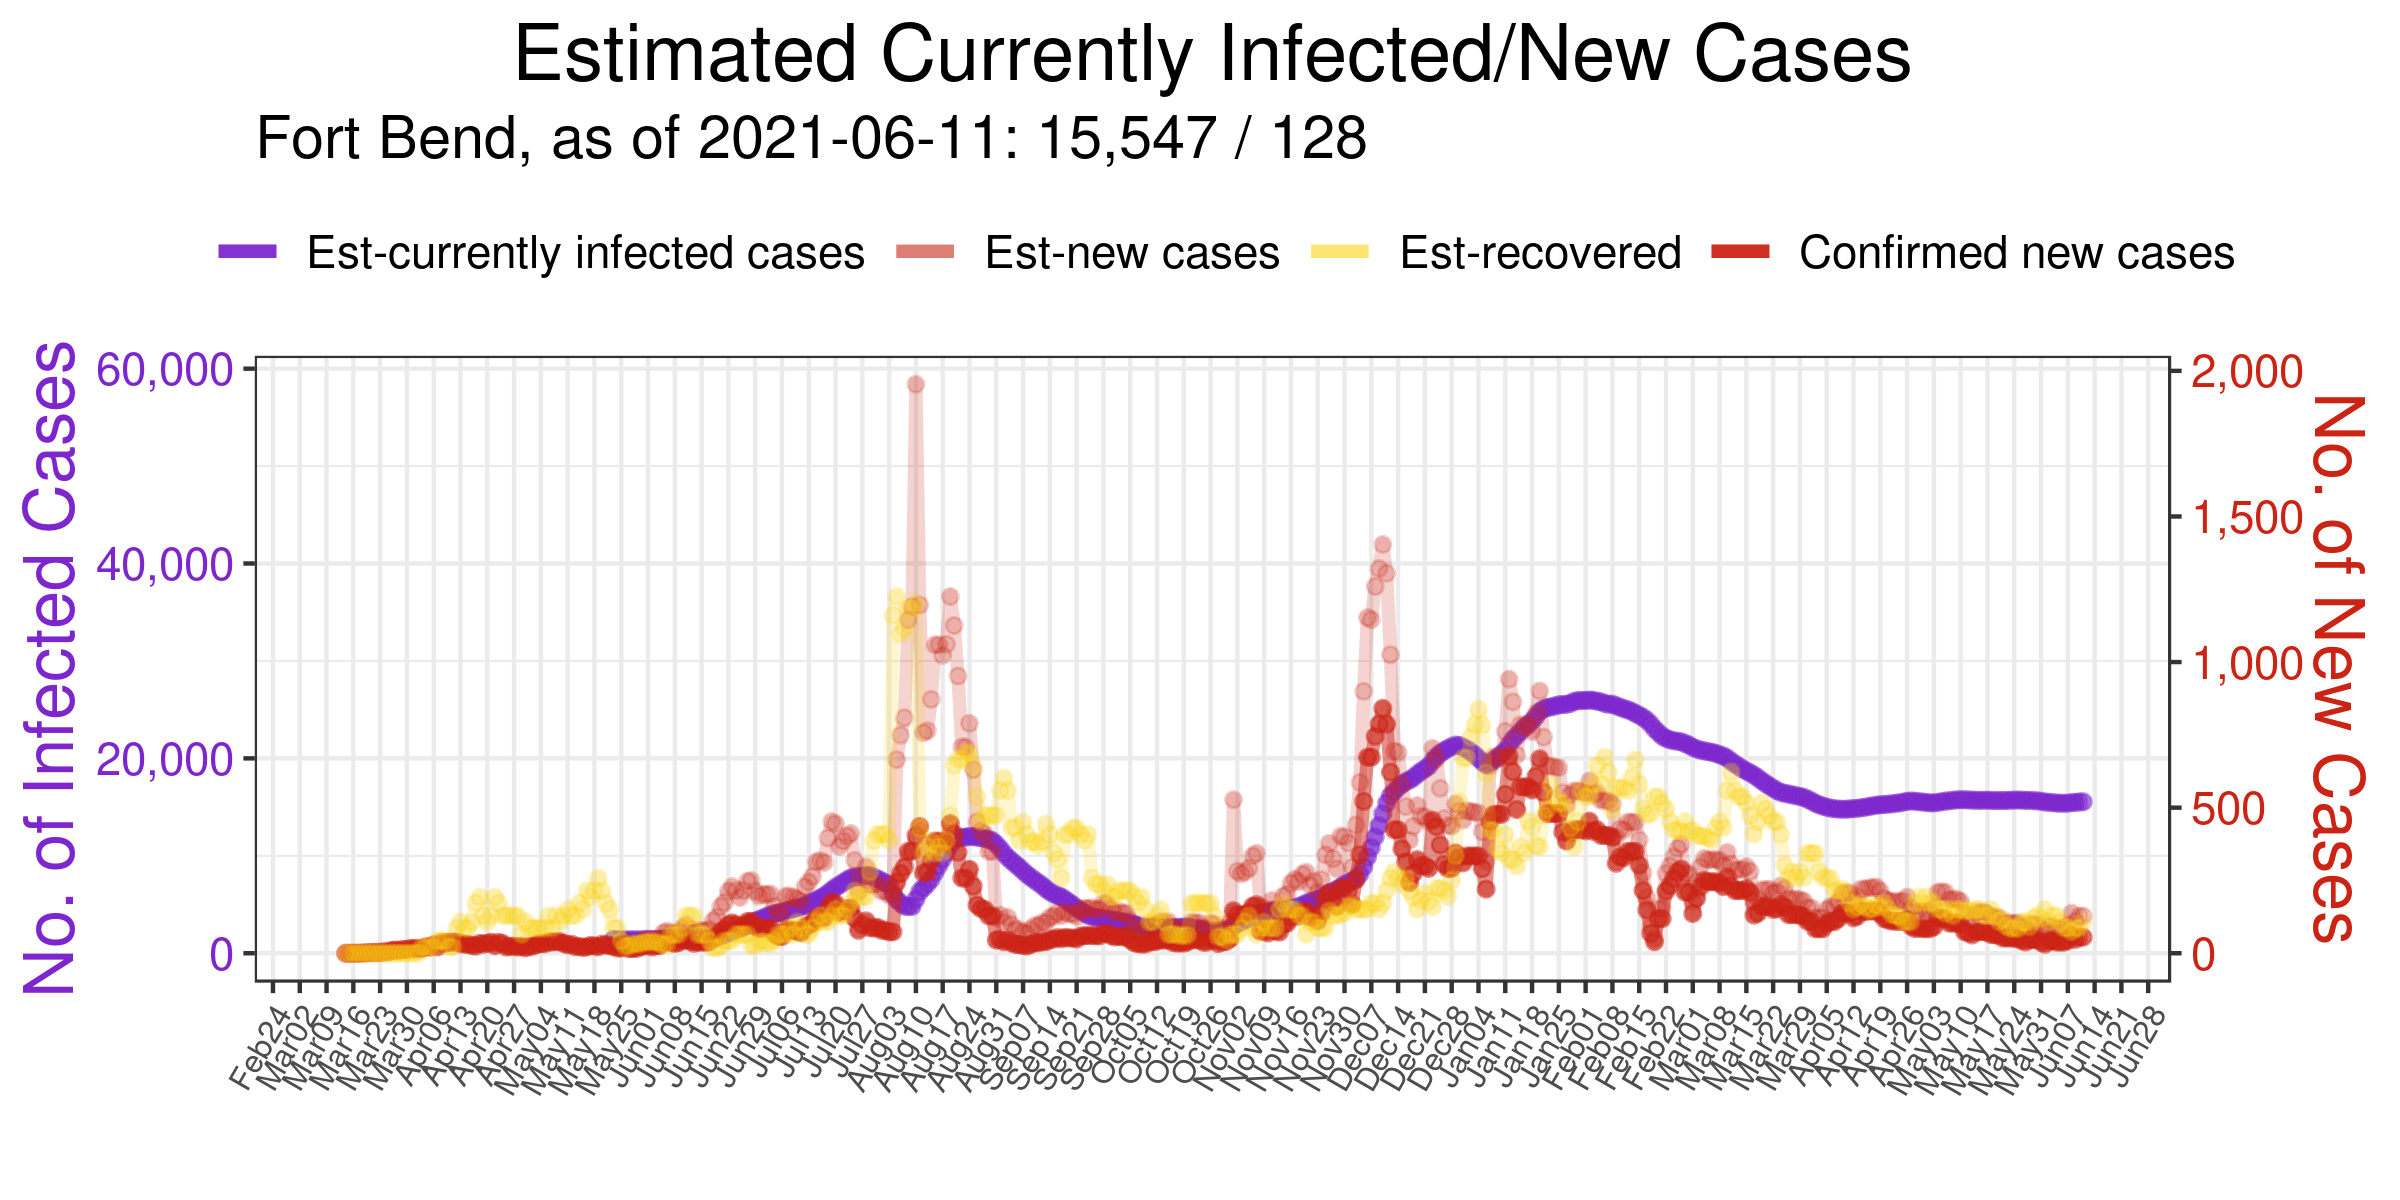 Estimated Currently Infected/New Cases
Fort Bend, as of 2021-06-11: 15,547 / 128
Est-currently infected cases Est-new cases Est-recovered Confirmed new cases
No. of Infected Cases
60,000
40,000
20,000
0
2,000
1,500
1,000
500
0
No. of New Cases
Feb24
Mar02
Mar09
Mar16
Mar23
Mar30
Apr06
Apr13
Apr20
Apr27
May04
May11
May18
May25
Jun01
Jun08
Jun15
Jun22
Jun29
Jul06
Jul13
Jul20
Jul27
Aug03
Aug10
Aug17
Aug24
Aug31
Sep07
Sep14
Sep21
Sep28
Oct05
Oct12
Oct19
Oct26
Nov02
Nov09
Nov16
Nov23
Nov30
Dec07
Dec14
Dec21
Dec28
Jan04
Jan11
Jan18
Jan25
Feb01
Feb08
Feb15
Feb22
Mar01
Mar08
Mar15
Mar22
Mar29
Apr05
Apr12
Apr19
Apr26
May03
May10
May17
May24
May31
Jun07
Jun14
Jun21
Jun28